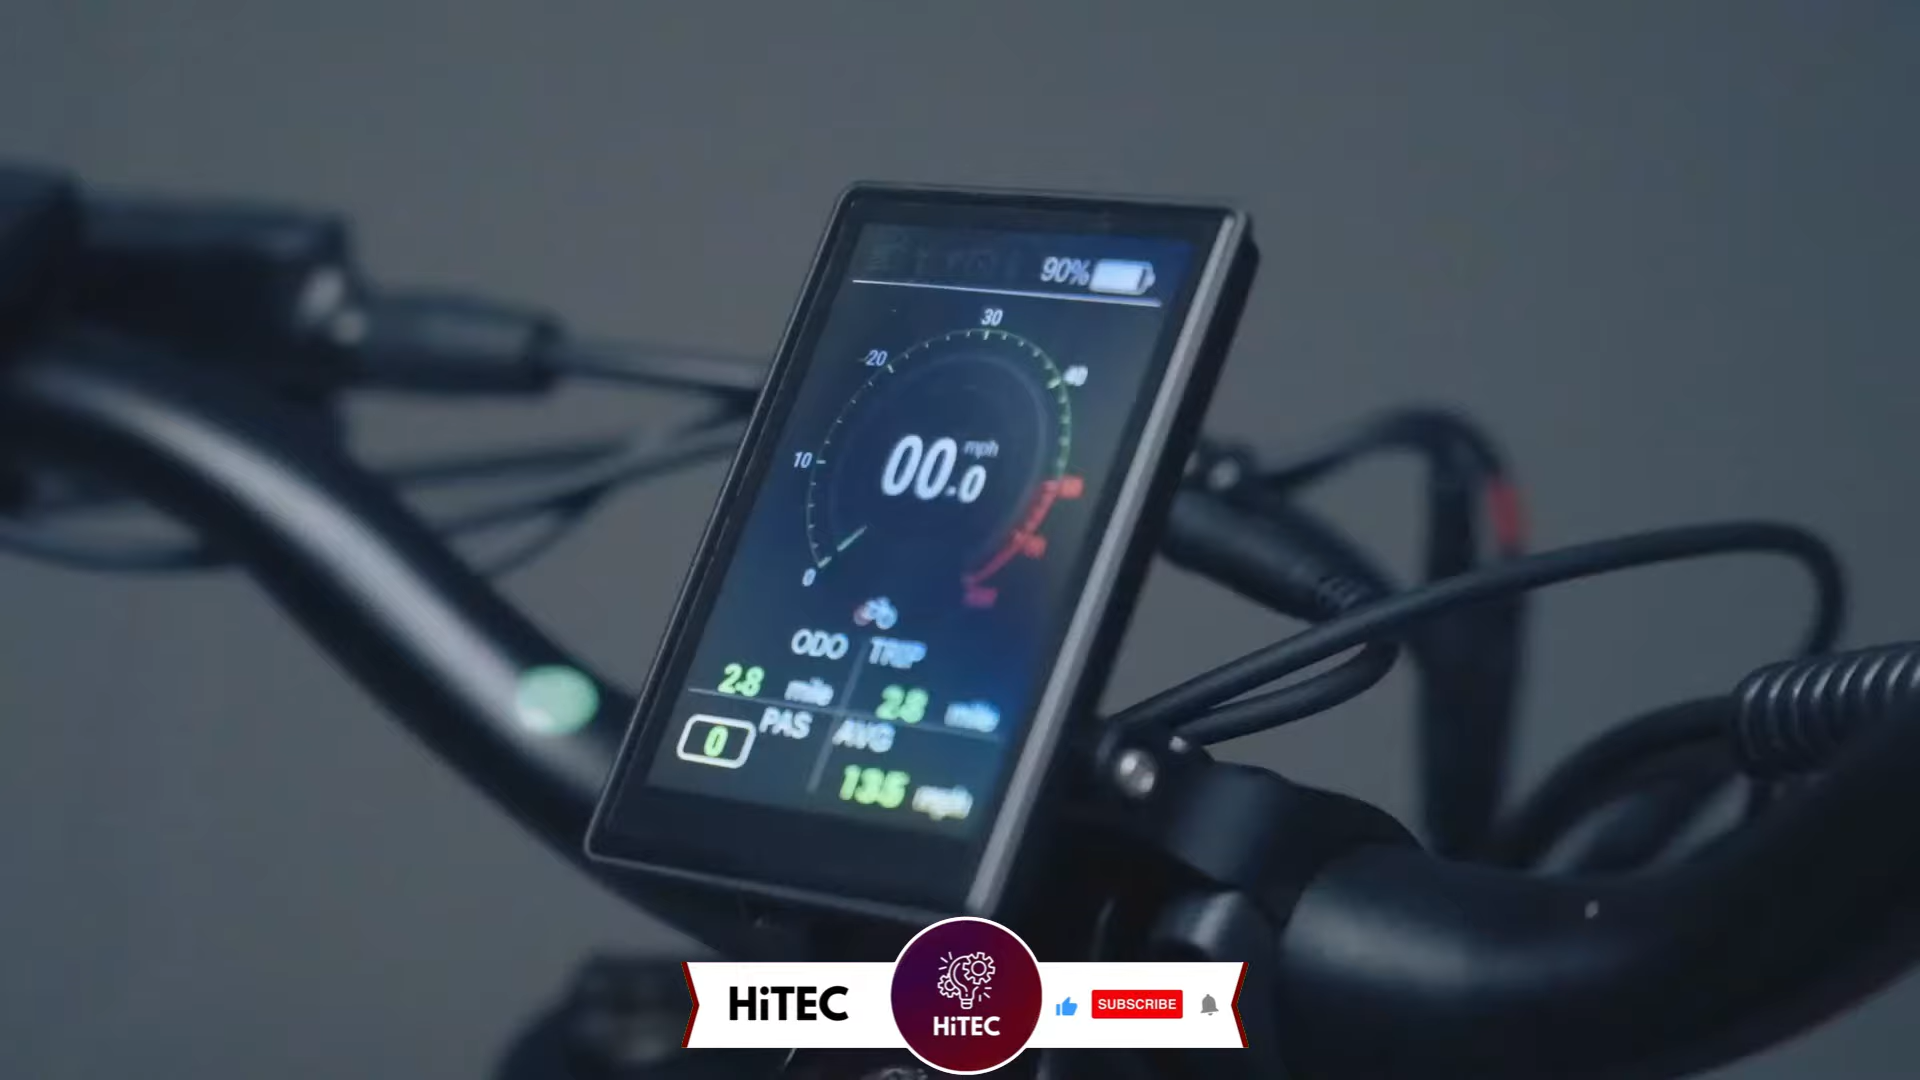 90%
30
20
40
10
mph
00.0
0
ODO TRIP
2.8 mile 2.8 mile
0 PAS AVG
13.5 mph
HiTEC
HiTEC
SUBSCRIBE